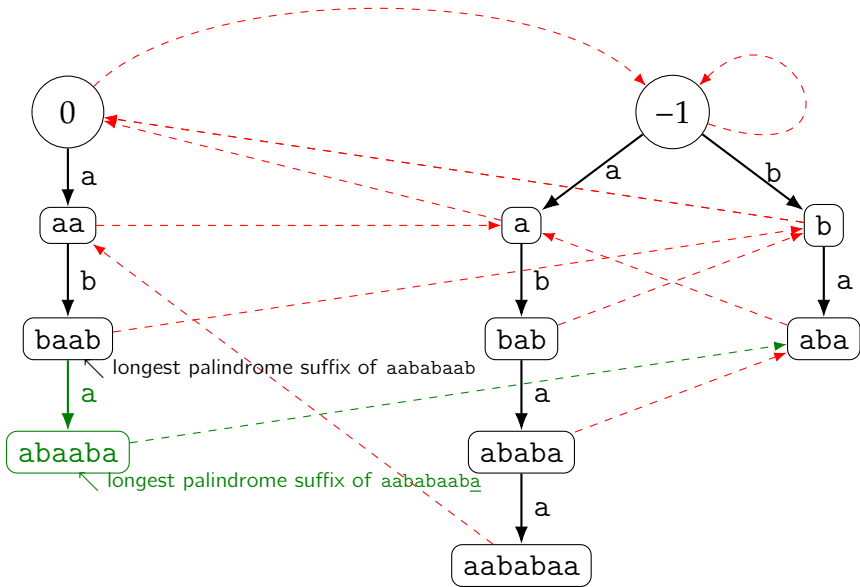 0
–1
a
a
b
aa
a
b
b
b
a
baab
bab
aba
longest palindrome suffix of aababaab
a
a
abaaba
ababa
longest palindrome suffix of aababaaba
a
aababaa